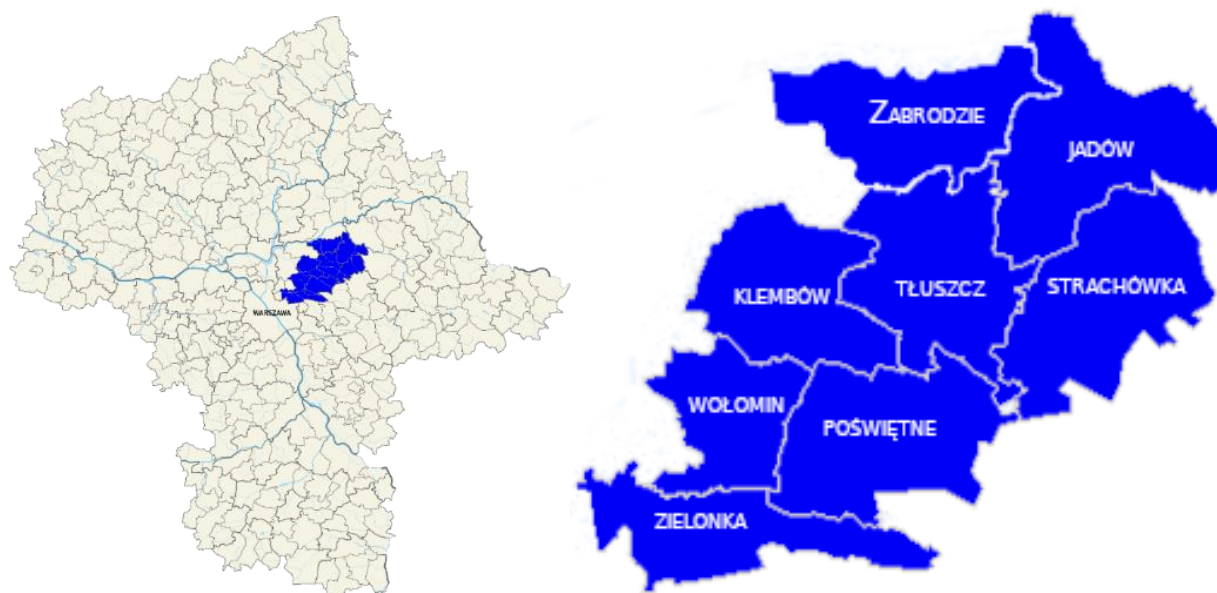 WARSZAWA
ZABRODZIE
JADÓW
KLEMBÓW
TŁUSZCZ
STRACHÓWKA
WOŁOMIN
POŚWIĘTNE
ZIELONKA